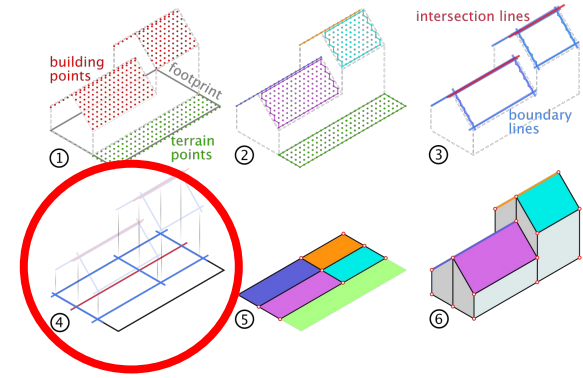 building
points
footprint
terrain
points
1
2
intersection lines
boundary
lines
3
4
5
6